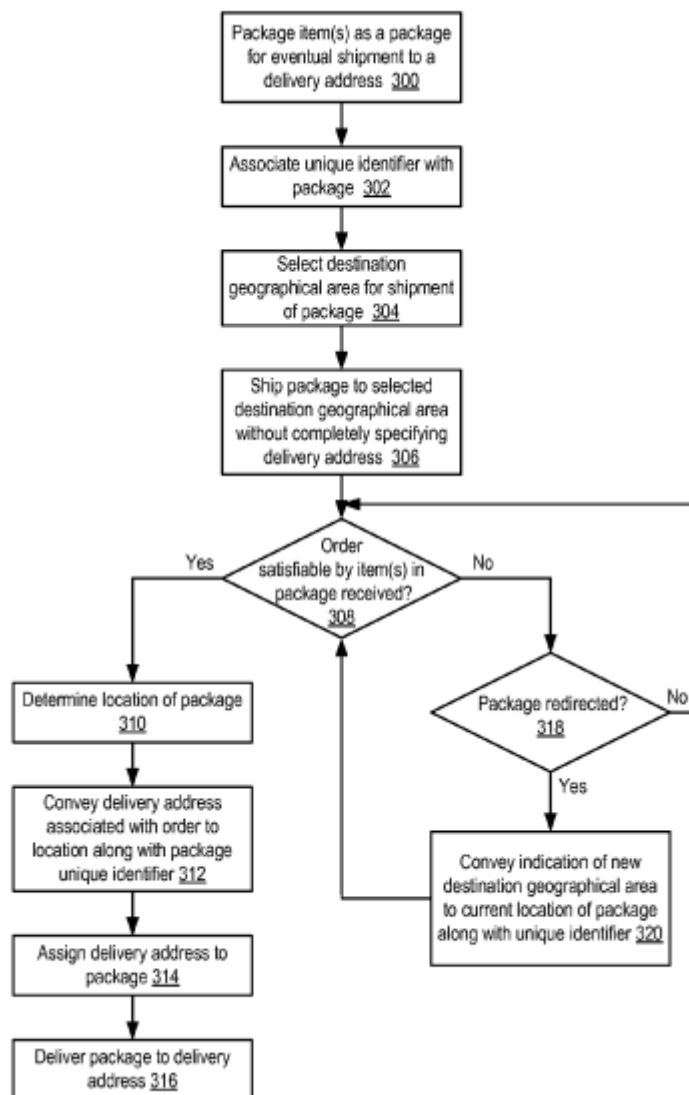 Package item(s) as a package
for eventual shipment to a
delivery address 300
Associate unique identifier with
package 302
Select destination
geographical area for shipment
of package 304
Ship package to selected
destination geographical area
without completely specifying
delivery address 306
Order
satisfiable by item(s) in
package received?
308
Yes
No
Determine location of package
310
Convey delivery address
associated with order to
location along with package
unique identifier 312
Assign delivery address to
package 314
Deliver package to delivery
address 316
Package redirected?
318
No
Yes
Convey indication of new
destination geographical area
to current location of package
along with unique identifier 320